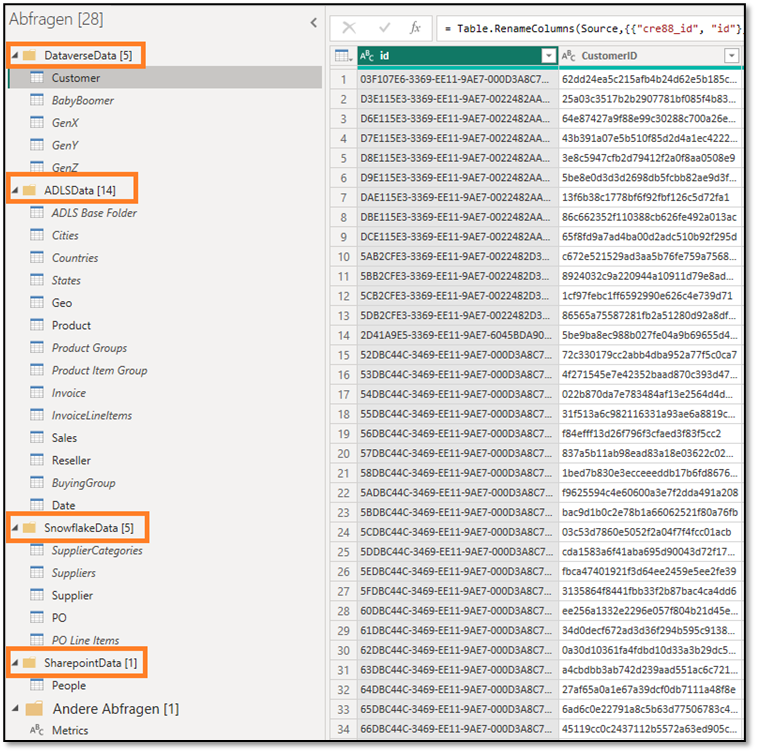 Abfragen [28]
DataverseData [5]
Customer
BabyBoomer
GenX
GenY
GenZ
ADLSData [14]
ADLS Base Folder
Cities
Countries
States
Geo
Product
Product Groups
Product Item Group
Invoice
InvoiceLineItems
Sales
Reseller
BuyingGroup
Date
SnowflakeData [5]
SupplierCategories
Suppliers
Supplier
PO
PO Line Items
SharepointData [1]
People
Andere Abfragen [1]
Metrics
= Table.RenameColumns(Source,{{"cre88_id", "id"}
id CustomerID
1 03F107E6-3369-EE11-9AE7-000D3A8C7... 62dd24ea5c215afb4b24d62e5b185c...
2 D3E115E3-3369-EE11-9AE7-0022482AA... 25a03c3517b2b2907781bf085f4b83...
3 D6E115E3-3369-EE11-9AE7-0022482AA... 64e87427a9f88e99c30288c700a26e...
4 D7E115E3-3369-EE11-9AE7-0022482AA... 43b391a07e5b510f85d2d4a1ec4222...
5 D8E115E3-3369-EE11-9AE7-0022482AA... 3e8c5947cfb2d79412f2a0f8aa0508e9
6 D9E115E3-3369-EE11-9AE7-0022482AA... 5be8e0d3d3d2698db5fcbb82ae9d3f...
7 DAE115E3-3369-EE11-9AE7-0022482AA... 13f6b38c1778bf6f92fbf126c5d72fa1
8 DBE115E3-3369-EE11-9AE7-0022482AA... 86c662352f110388cb626fe492a013ac
9 DCE115E3-3369-EE11-9AE7-0022482AA... 65f8fd9a7ad4ba00d2adc510b92f295d
10 5AB2CFE3-3369-EE11-9AE7-0022482D3... c672e521529ad3aa5b76fe759a7568...
11 5BB2CFE3-3369-EE11-9AE7-0022482D3... 8924032c9a220944a10911d79e8ad...
12 5CB2CFE3-3369-EE11-9AE7-0022482D3... 1cf97febc1ff6592990e626c4e739d71
13 5DB2CFE3-3369-EE11-9AE7-0022482D3... 86565a75587281fb2a51280d92a8df...
14 2D41A9E5-3369-EE11-9AE7-6045BDA90... 5be9ba8ec988b027fe04a9b69655d4...
15 52DBC44C-3469-EE11-9AE7-000D3A8C7... 72c330179cc2abb4dba952a77f5c0ca7
16 53DBC44C-3469-EE11-9AE7-000D3A8C7... 4f271545e7e42352baad870c393d47...
17 54DBC44C-3469-EE11-9AE7-000D3A8C7... 022b870da7e783484af13e2564d4d...
18 55DBC44C-3469-EE11-9AE7-000D3A8C7... 31f513a6c982116331a93ae6a8819c...
19 56DBC44C-3469-EE11-9AE7-000D3A8C7... f84efff13d26f796f3cfaed3f83f5cc2
20 57DBC44C-3469-EE11-9AE7-000D3A8C7... 837a5b11ab98ead83a18e03622c02...
21 58DBC44C-3469-EE11-9AE7-000D3A8C7... 1bed7b830e3ecceeeddb17b6fd8676...
22 5ADBC44C-3469-EE11-9AE7-000D3A8C7... f9625594c4e60600a3e7f2dda491a208
23 5BDBC44C-3469-EE11-9AE7-000D3A8C7... bac9d1b0c2e78b1a66062521f80a76fb
24 5CDBC44C-3469-EE11-9AE7-000D3A8C7... 03c53d7860e5052f2a04f7f4fcc01acb
25 5DDBC44C-3469-EE11-9AE7-000D3A8C7... cda1583a6f41aba695d90043d72f17...
26 5EDBC44C-3469-EE11-9AE7-000D3A8C7... fbca47401921f3d64ee2459e5ee2fe39
27 5FDBC44C-3469-EE11-9AE7-000D3A8C7... 3135864f8441fbb33f2b87bac4ca4dd6
28 60DBC44C-3469-EE11-9AE7-000D3A8C7... ee256a1332e2296e057f804b21d45e...
29 61DBC44C-3469-EE11-9AE7-000D3A8C7... 34d0decf672ad3d36f294b595c9138...
30 62DBC44C-3469-EE11-9AE7-000D3A8C7... 0a30d10361fa4fdbd10d33a3b29dc5...
31 63DBC44C-3469-EE11-9AE7-000D3A8C7... a4cbdbb3ab742d239aad551ac6c721...
32 64DBC44C-3469-EE11-9AE7-000D3A8C7... 27af65a0a1e67a39dcf0db7111a48f8e
33 65DBC44C-3469-EE11-9AE7-000D3A8C7... 6ad6c0e22791a8c5b63d77506783c4...
34 66DBC44C-3469-EE11-9AE7-000D3A8C7... 45119cc0c2437112b5572a63ed905c...